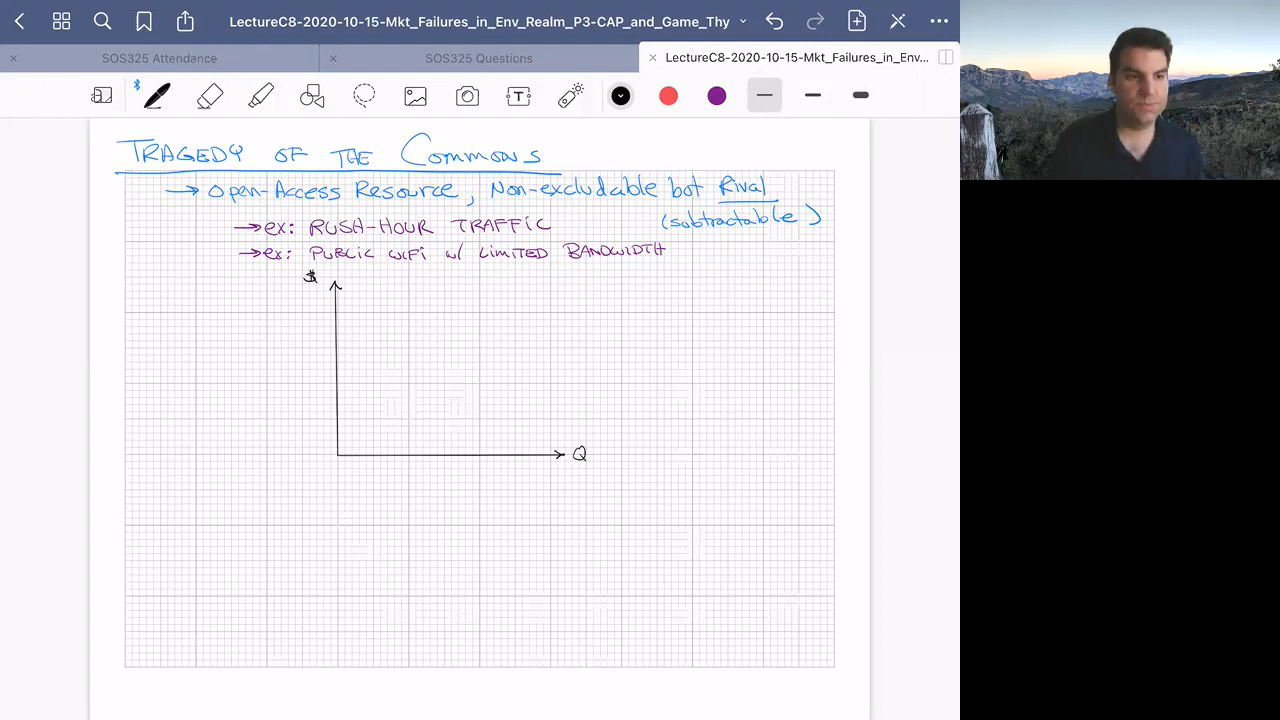 LectureC8-2020-10-15-Mkt_Failures_in_Env_Realm_P3-CAP_and_Game_Thy
SOS325 Attendance
SOS325 Questions
LectureC8-2020-10-15-Mkt_Failures_in_Env...
TRAGEDY OF THE COMMONS
→ Open-Access Resource, Non-excludable bot Rival
(subtractable)
→ex: RUSH-HOUR TRAFFIC
→ex: PUBLIC WIFI w/ LIMITED BANDWIDTH
$
Q